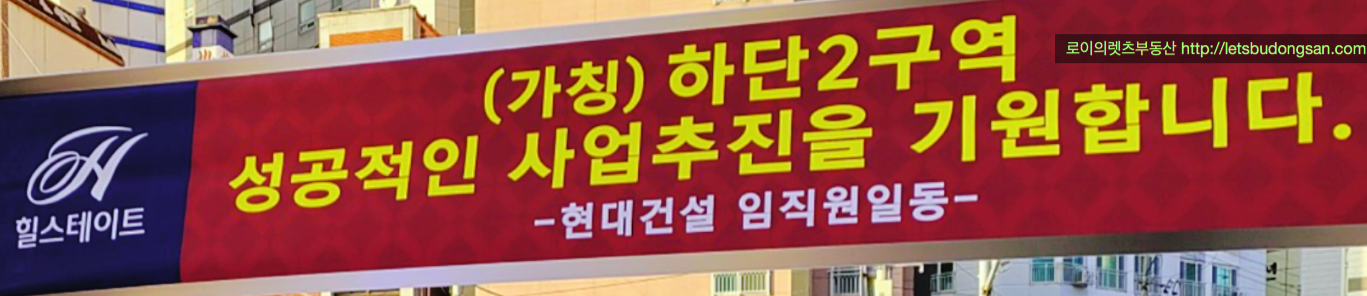 로이의렛츠부동산 http://letsbudongsan.com
(가칭) 하단2구역
성공적인 사업추진을 기원합니다.
-현대건설 임직원일동-
힐스테이트